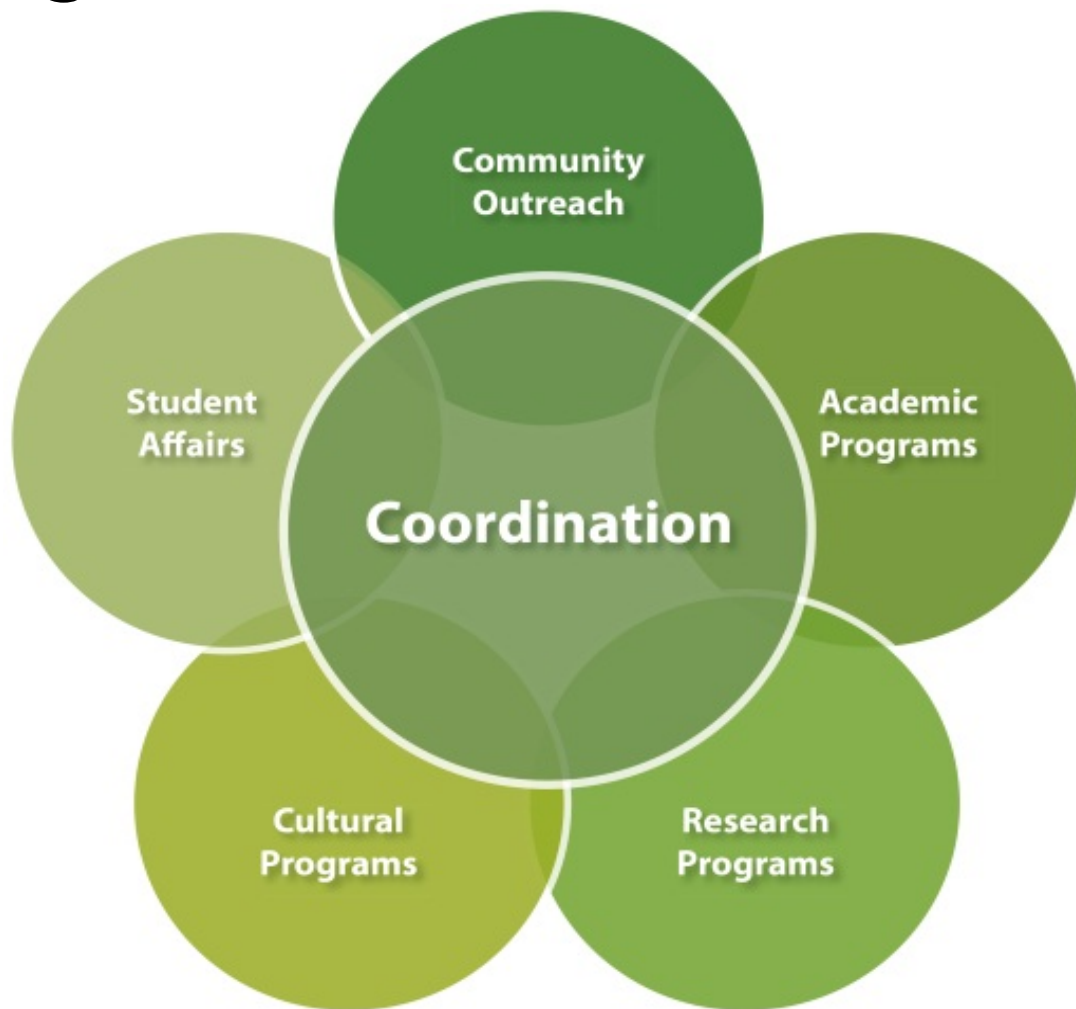 Community
Outreach
Student
Affairs
Academic
Programs
Coordination
Cultural
Programs
Research
Programs